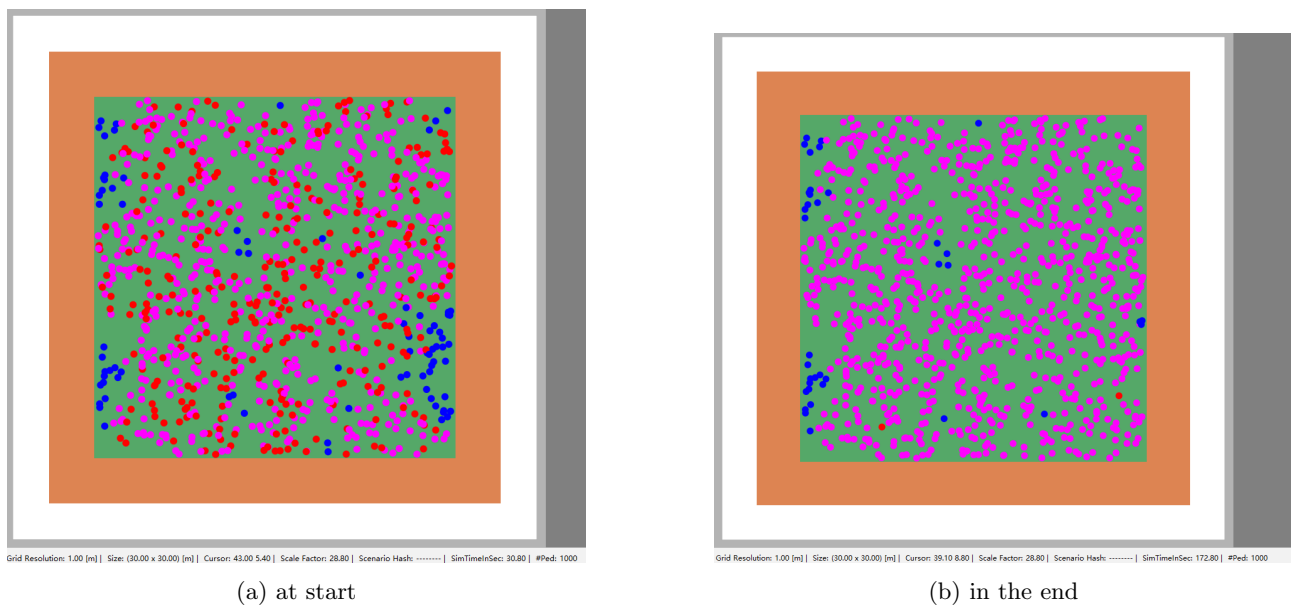 Grid Resolution: 1.00 [m] | Size: (30.00 x 30.00) [m] | Cursor: 43.00 5.40 | Scale Factor: 28.80 | Scenario Hash: -------- | SimTimeInSec: 30.80 | #Ped: 1000
(a) at start
Grid Resolution: 1.00 [m] | Size: (30.00 x 30.00) [m] | Cursor: 39.10 8.80 | Scale Factor: 28.80 | Scenario Hash: -------- | SimTimeInSec: 172.80 | #Ped: 1000
(b) in the end